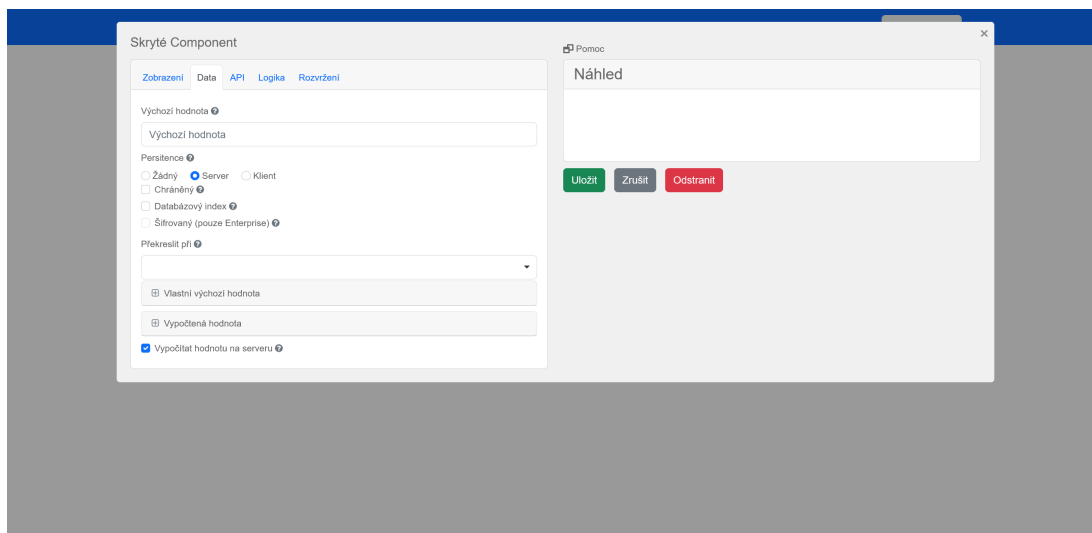 Skryté Component
×
Pomoc
Zobrazení Data API Logika Rozvržení
Náhled
Výchozí hodnota
Výchozí hodnota
Persitence
Žádný Server Klient
Chráněný
Databázový index
Šifrovaný (pouze Enterprise)
Překreslit při
Vlastní výchozí hodnota
Vypočtená hodnota
Vypočítat hodnotu na serveru
Uložit Zrušit Odstranit